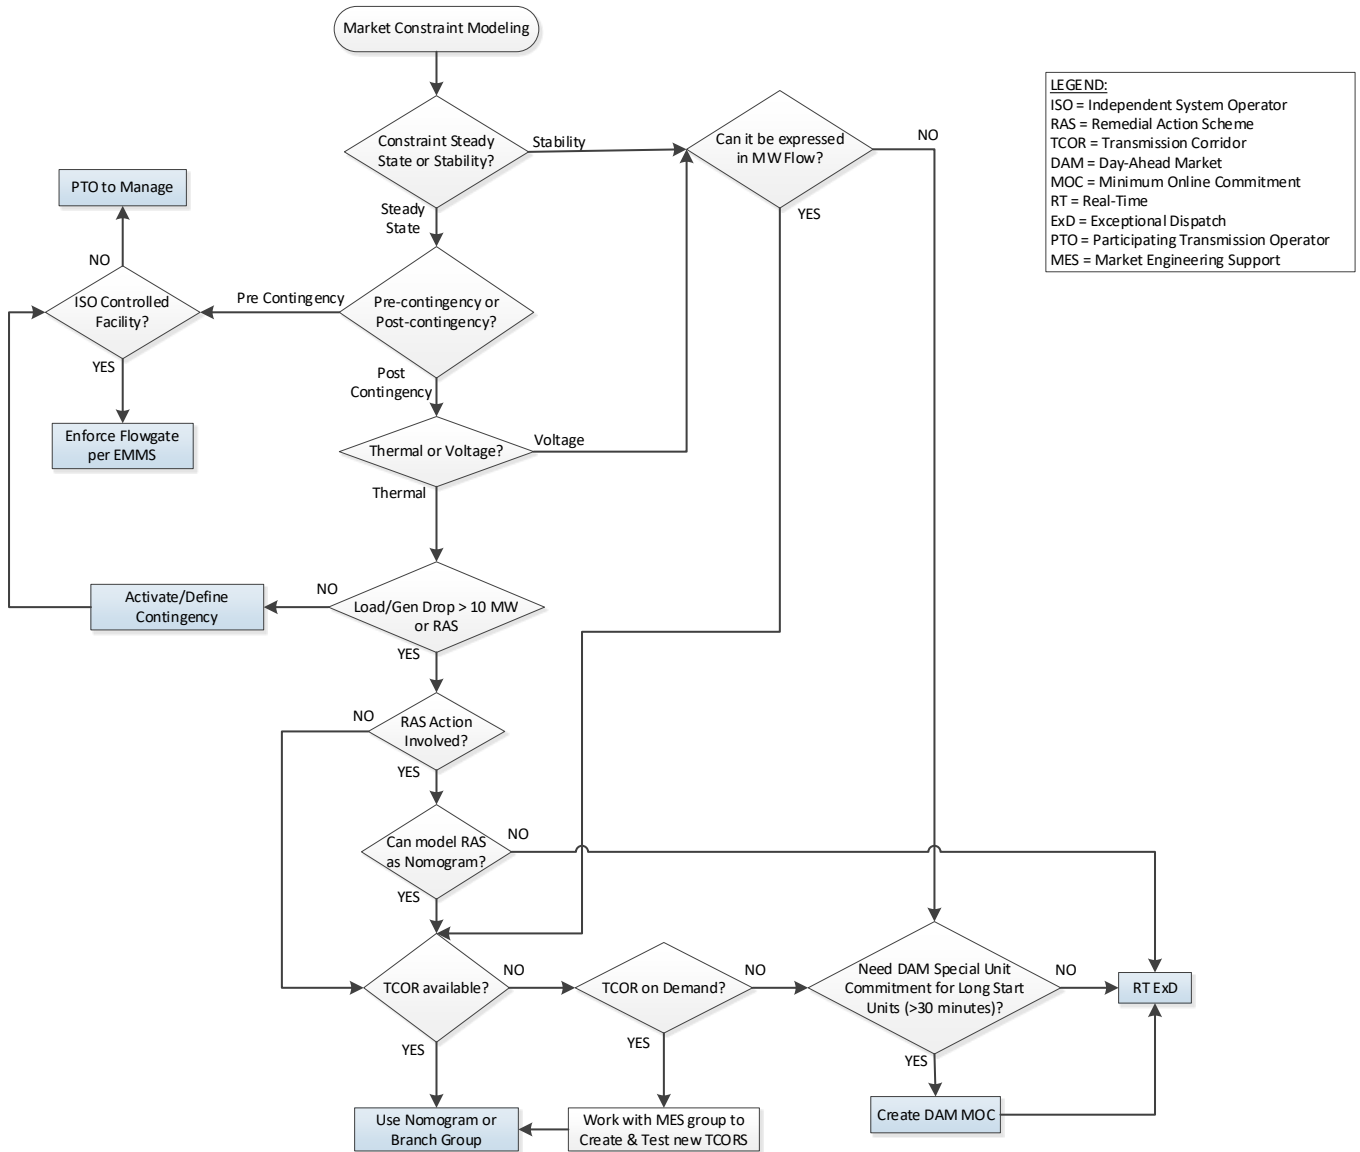 Market Constraint Modeling
LEGEND:
ISO = Independent System Operator
RAS = Remedial Action Scheme
TCOR = Transmission Corridor
DAM = Day-Ahead Market
MOC = Minimum Online Commitment
RT = Real-Time
ExD = Exceptional Dispatch
PTO = Participating Transmission Operator
MES = Market Engineering Support
Constraint Steady
State or Stability?
Stability
Can it be expressed
in MW Flow?
NO
YES
Steady
State
PTO to Manage
NO
ISO Controlled
Facility?
YES
Enforce Flowgate
per EMMS
Pre Contingency
Pre-contingency or
Post-contingency?
Post
Contingency
Thermal or Voltage?
Voltage
Thermal
Load/Gen Drop > 10 MW
or RAS
NO
Activate/Define
Contingency
YES
RAS Action
Involved?
NO
YES
Can model RAS
as Nomogram?
NO
YES
TCOR available?
NO
YES
TCOR on Demand?
NO
YES
Need DAM Special Unit
Commitment for Long Start
Units (>30 minutes)?
NO
YES
RT ExD
Use Nomogram or
Branch Group
Work with MES group to
Create & Test new TCORS
Create DAM MOC